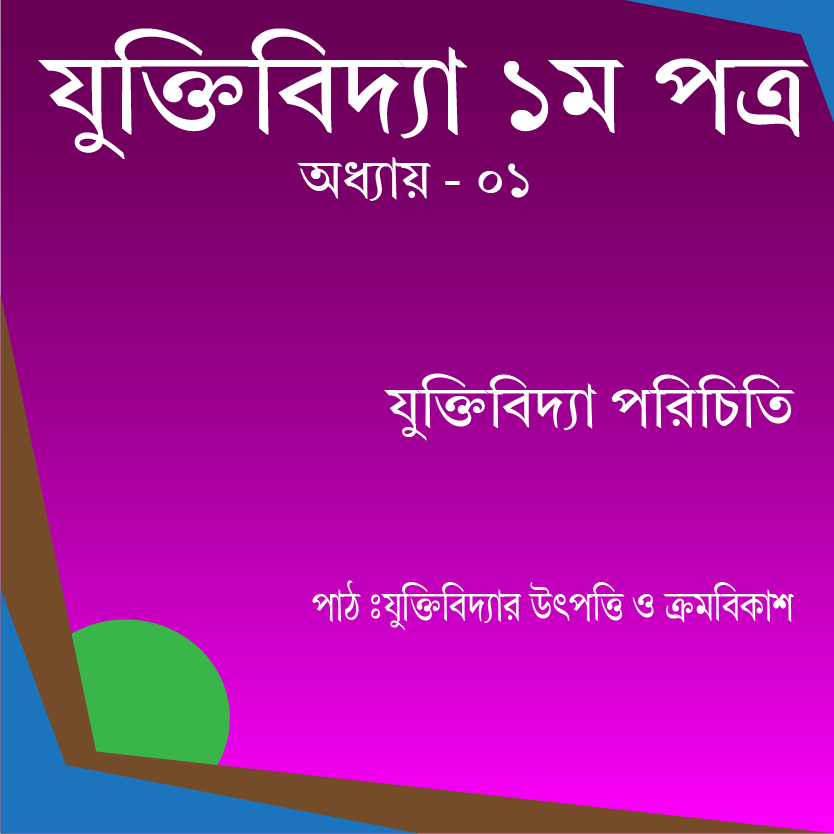 যুক্তিবিদ্যা ১ম পত্র
অধ্যায় - ০১
যুক্তিবিদ্যা পরিচিতি
পাঠ ঃযুক্তিবিদ্যার উৎপত্তি ও ক্রমবিকাশ